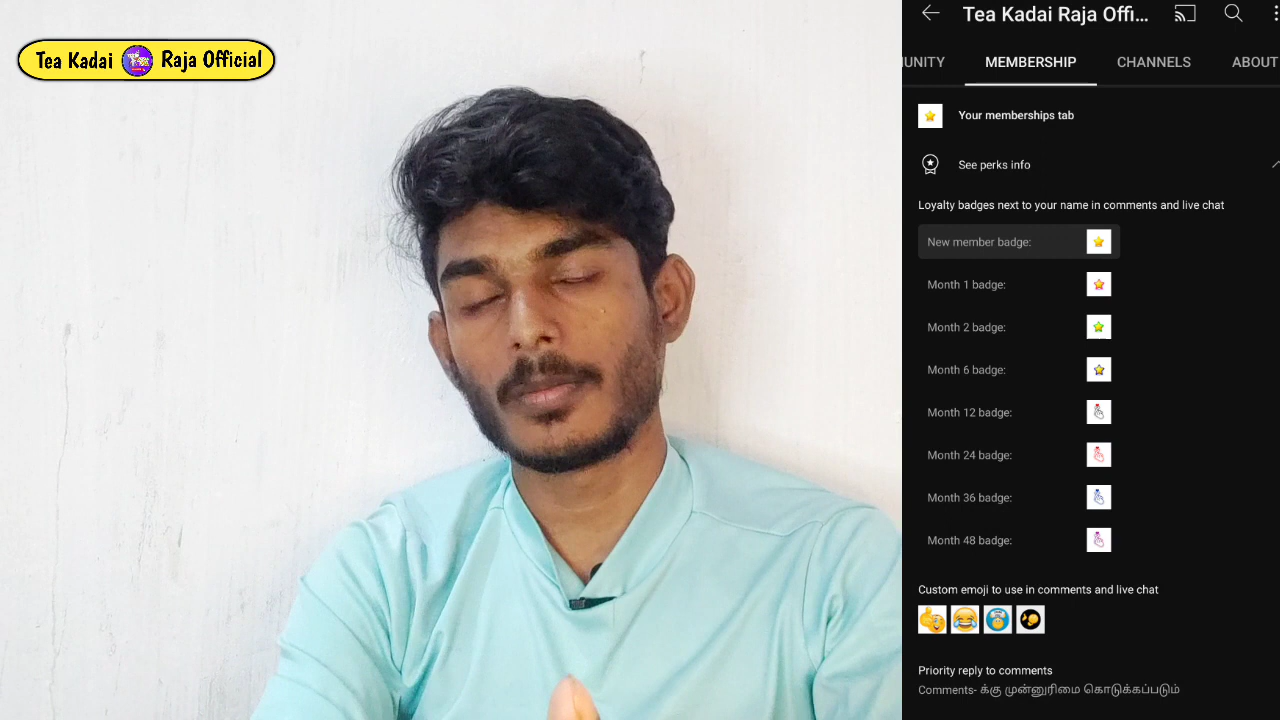 Tea Kadai Raja Official
Tea Kadai Raja Offi...
UNITY MEMBERSHIP CHANNELS ABOUT
Your memberships tab
See perks info
Loyalty badges next to your name in comments and live chat
New member badge:
Month 1 badge:
Month 2 badge:
Month 6 badge:
Month 12 badge:
Month 24 badge:
Month 36 badge:
Month 48 badge:
Custom emoji to use in comments and live chat
Priority reply to comments
Comments- க்கு முன்னுரிமை கொடுக்கப்படும்